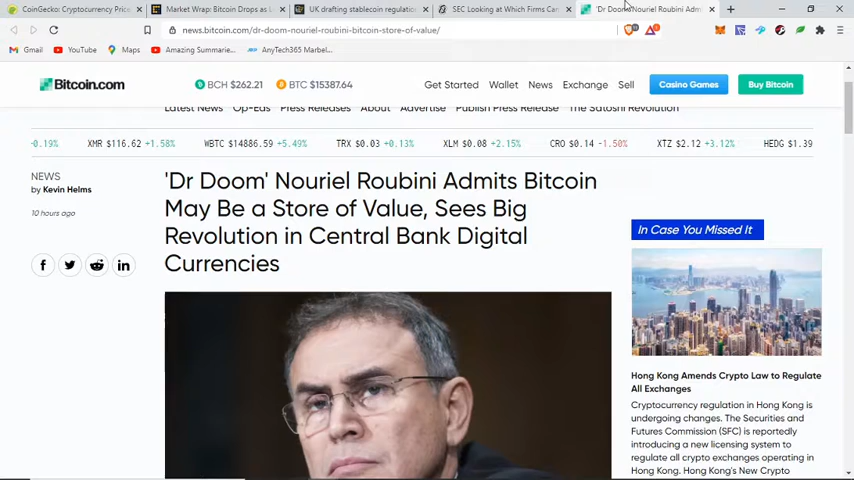 CoinGecko: Cryptocurrency Price
Market Wrap: Bitcoin Drops as L
UK drafting stablecoin regulatio
SEC Looking at Which Firms Can
'Dr Doom' Nouriel Roubini Admi
news.bitcoin.com/dr-doom-nouriel-roubini-bitcoin-store-of-value/
Gmail
YouTube
Maps
Amazing Summarie...
AnyTech365 Marbel...
Bitcoin.com
BCH $262.21
BTC $15387.64
Get Started
Wallet
News
Exchange
Sell
Casino Games
Buy Bitcoin
Latest News
Op-Eds
Press Releases
About
Advertise
Publish Press Release
The Satoshi Revolution
-0.19%
XMR $116.62 +1.58%
WBTC $14886.59 +5.49%
TRX $0.03 +0.13%
XLM $0.08 +2.15%
CRO $0.14 -1.50%
XTZ $2.12 +3.12%
HEDG $1.39
NEWS
by Kevin Helms
10 hours ago
'Dr Doom' Nouriel Roubini Admits Bitcoin
May Be a Store of Value, Sees Big
Revolution in Central Bank Digital
Currencies
In Case You Missed It
Hong Kong Amends Crypto Law to Regulate
All Exchanges
Cryptocurrency regulation in Hong Kong is
undergoing changes. The Securities and
Futures Commission (SFC) is reportedly
introducing a new licensing system to
regulate all crypto exchanges operating in
Hong Kong. Hong Kong's New Crypto